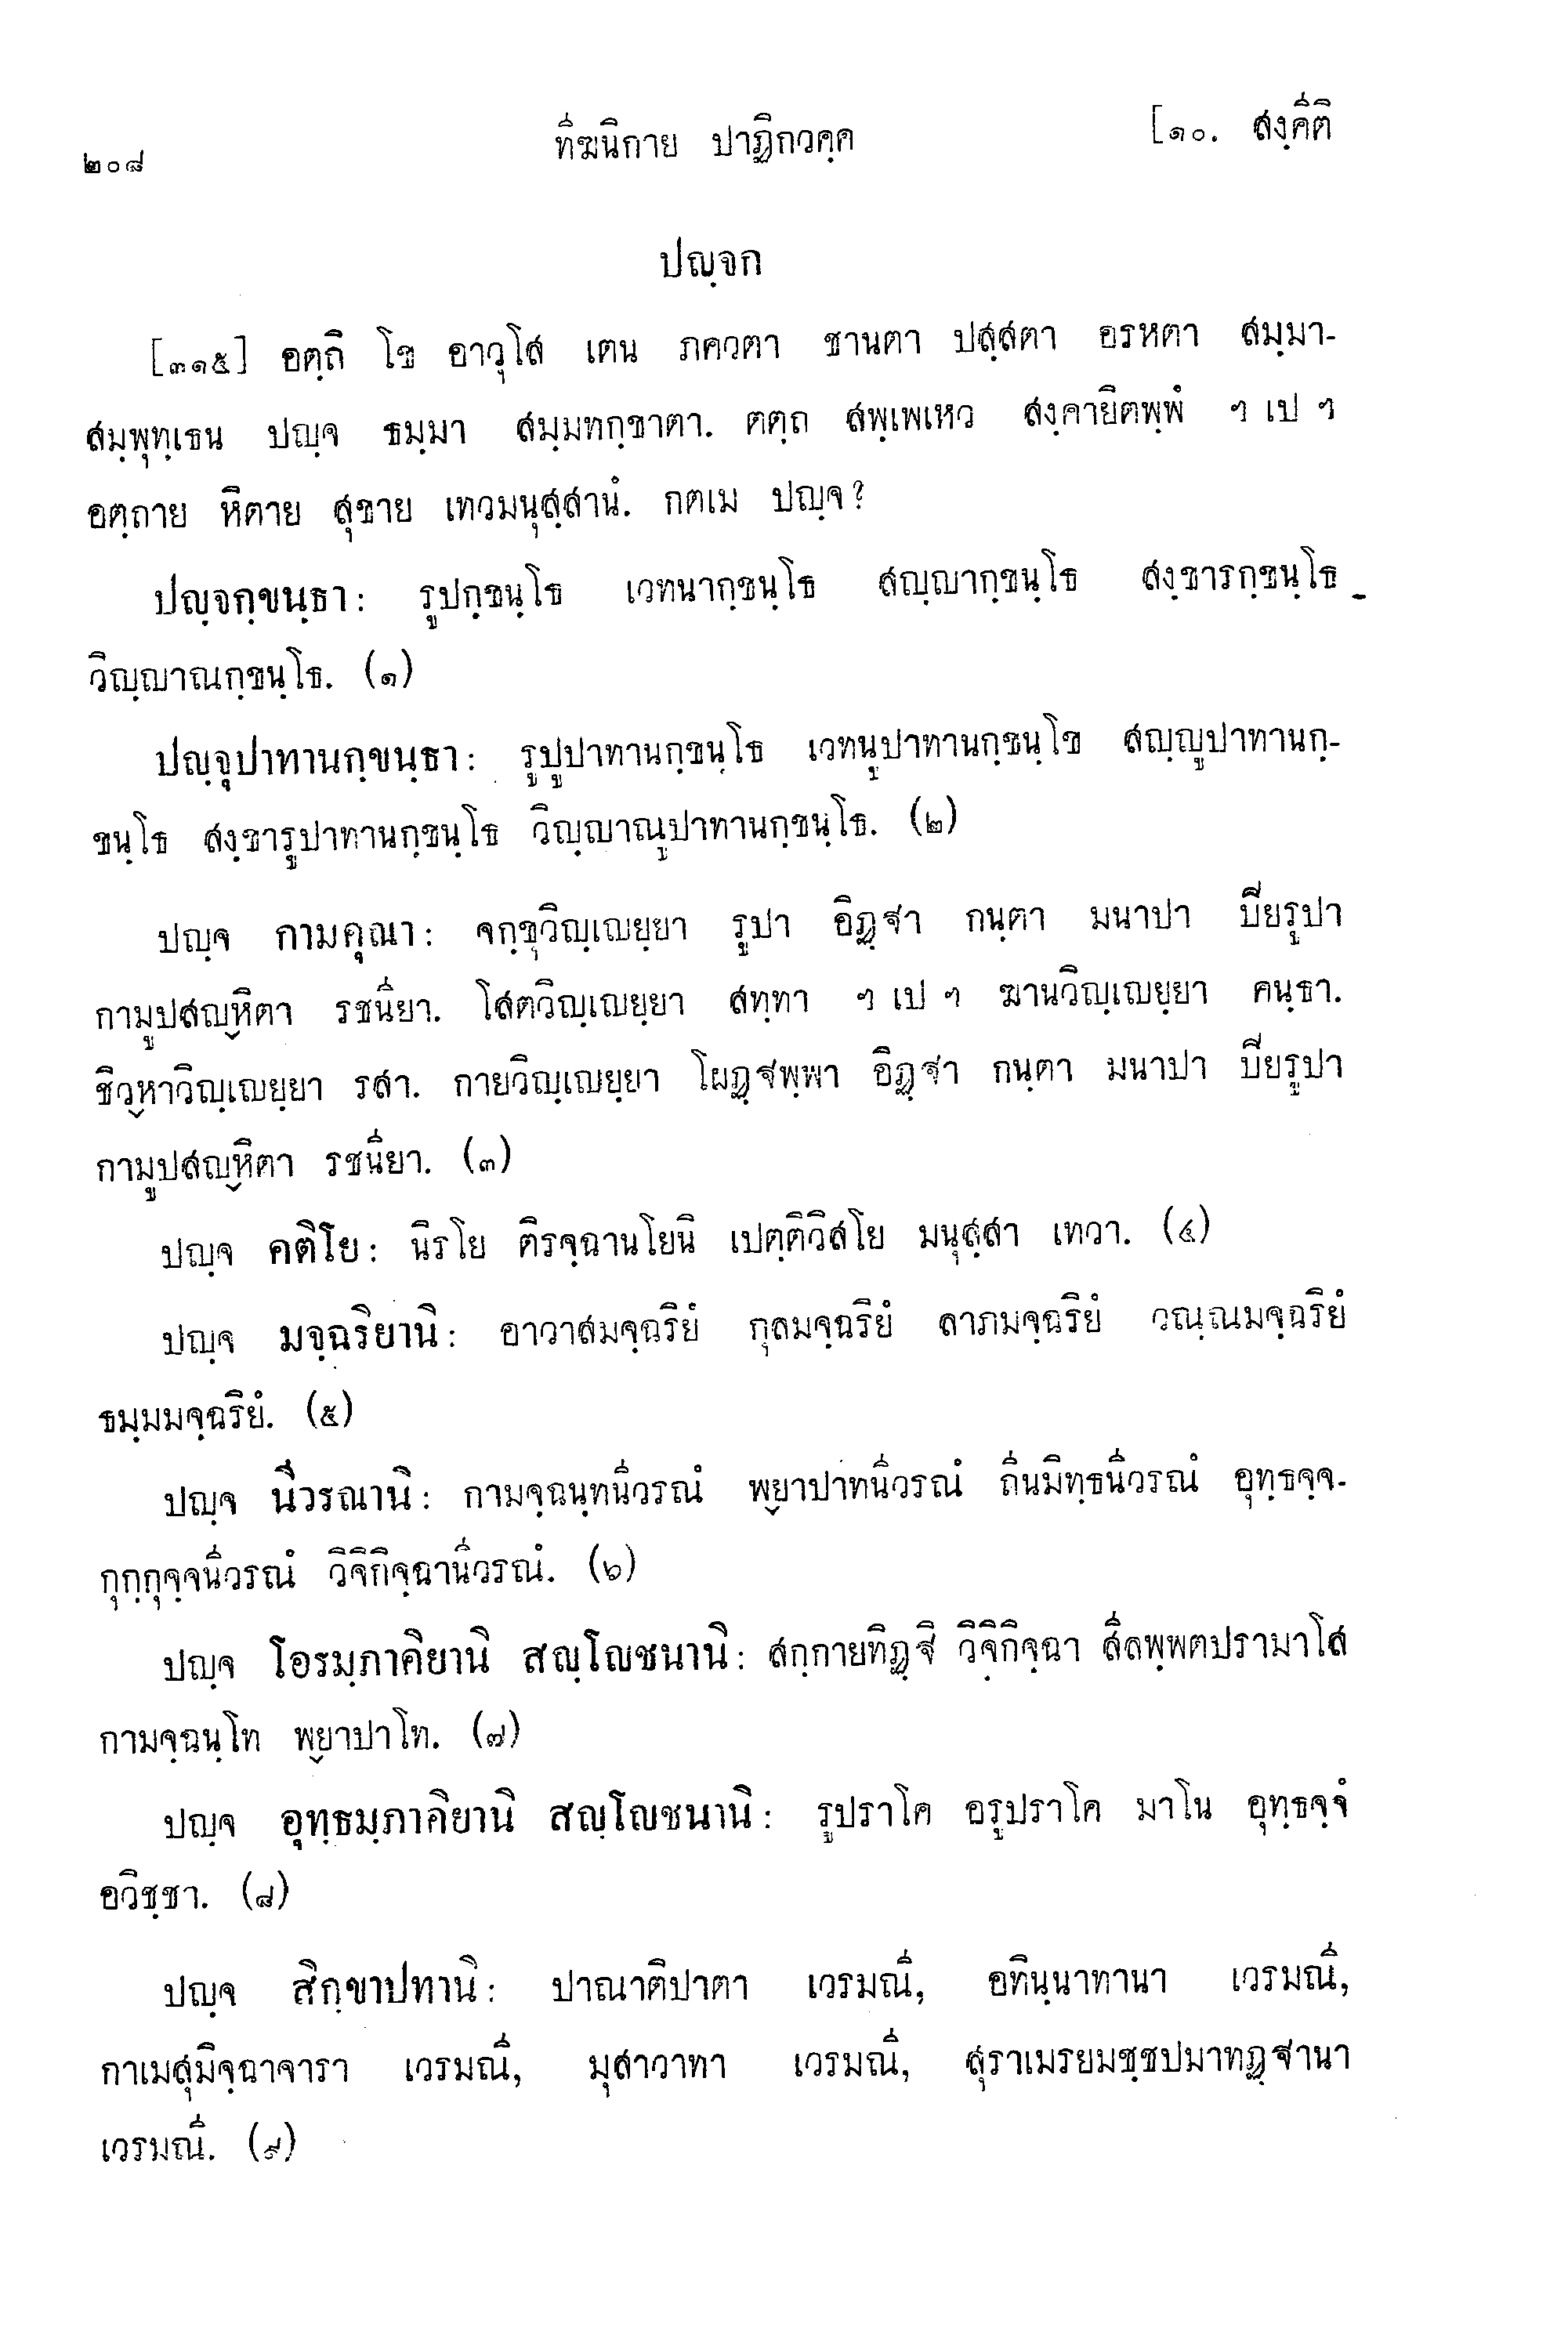 ๒๐๘ ทีฆนิกาย ปาฏิกวคฺค [๑๐. สงฺคีติ
ปญฺจก
[๓๑๕] อตฺถิ โข อาวุโส เตน ภควตา ชานตา ปสฺสตา อรหตา สมฺมา-
สมฺพุทฺเธน ปญฺจ ธมฺมา สมฺมทกฺขาตา. ตตฺถ สพฺเพเหว สงฺคายิตพฺพํ ฯ เป ฯ
อตฺถาย หิตาย สุขาย เทวมนุสฺสานํ. กตเม ปญฺจ?
ปญฺจกฺขนฺธา: รูปกฺขนฺโธ เวทนากฺขนฺโธ สญฺญากฺขนฺโธ สงฺขารกฺขนฺโธ
วิญฺญาณกฺขนฺโธ. (๑)
ปญฺจุปาทานกฺขนฺธา: รูปูปาทานกฺขนฺโธ เวทนูปาทานกฺขนฺโข สญฺญูปาทานกฺ-
ขนฺโธ สงฺขารูปาทานกฺขนฺโธ วิญฺญาณูปาทานกฺขนฺโธ. (๒)
ปญฺจ กามคุณา: จกฺขุวิญฺเญยฺยา รูปา อิฏฺฐา กนฺตา มนาปา ปียรูปา
กามูปสญฺหิตา รชนียา. โสตวิญฺเญยฺยา สทฺทา ฯ เป ฯ ฆานวิญฺเญยฺยา คนฺธา.
ชิวฺหาวิญฺเญยฺยา รสา. กายวิญฺเญยฺยา โผฏฺฐพฺพา อิฏฺฐา กนฺตา มนาปา ปียรูปา
กามูปสญฺหิตา รชนียา. (๓)
ปญฺจ คติโย: นิรโย ติรจฺฉานโยนิ เปตฺติวิสโย มนุสฺสา เทวา. (๔)
ปญฺจ มจฺฉริยานิ: อาวาสมจฺฉริยํ กุลมจฺฉริยํ ลาภมจฺฉริยํ วณฺณมจฺฉริยํ
ธมฺมมจฺฉริยํ. (๕)
ปญฺจ นีวรณานิ: กามจฺฉนฺทนีวรณํ พฺยาปาทนีวรณํ ถีนมิทฺธนีวรณํ อุทฺธจฺจ-
กุกฺกุจฺจนีวรณํ วิจิกิจฺฉานีวรณํ. (๖)
ปญฺจ โอรมฺภาคิยานิ สญฺโญชนานิ: สกฺกายทิฏฺฐิ วิจิกิจฺฉา สีลพฺพตปรามาโส
กามจฺฉนฺโท พฺยาปาโท. (๗)
ปญฺจ อุทฺธมฺภาคิยานิ สญฺโญชนานิ: รูปราโค อรูปราโค มาโน อุทฺธจฺจํ
อวิชฺชา. (๘)
ปญฺจ สิกฺขาปทานิ: ปาณาติปาตา เวรมณี, อทินฺนาทานา เวรมณี,
กาเมสุมิจฺฉาจารา เวรมณี, มุสาวาทา เวรมณี, สุราเมรยมชฺชปมาทฏฺฐานา
เวรมณี. (๙)